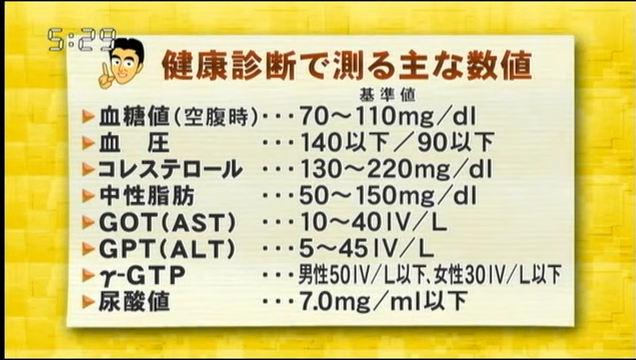 5:29
健康診断で測る主な数値
基準値
▶血糖値(空腹時)・・・70～110mg/dl
▶血　圧　・・・140以下／90以下
▶コレステロール ・・・130～220mg/dl
▶中性脂肪　・・・50～150mg/dl
▶GOT(AST) ・・・10～40IV/L
▶GPT(ALT) ・・・5～45IV/L
▶γ-GTP　・・・男性50IV/L以下、女性30IV/L以下
▶尿酸値　・・・7.0mg/ml以下